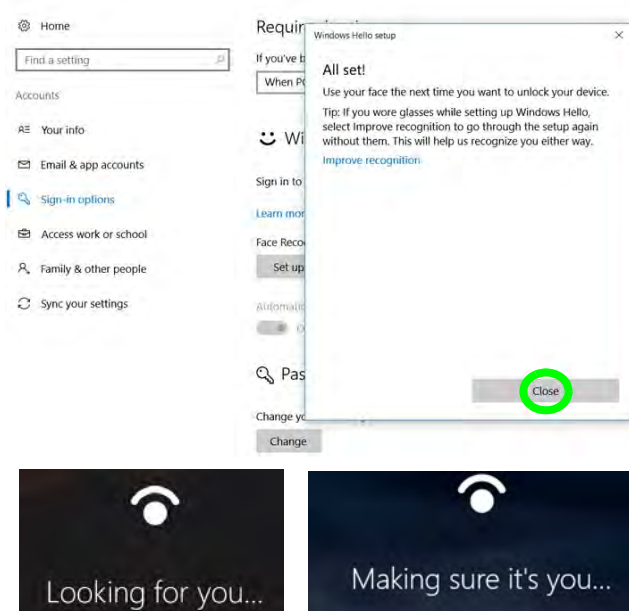 Home
Find a setting
Accounts
Your info
Email & app accounts
Sign-in options
Access work or school
Family & other people
Sync your settings
If you've
When
Sign in to
Face
Set up
Change
Change
Windows Hello setup
All set!
Use your face the next time you want to unlock your device.
Tip: If you wore glasses while setting up Windows Hello,
select Improve recognition to go through the setup again
without them. This will help us recognize you either way.
Improve recognition
Close
Looking for you...
Making sure it's you...